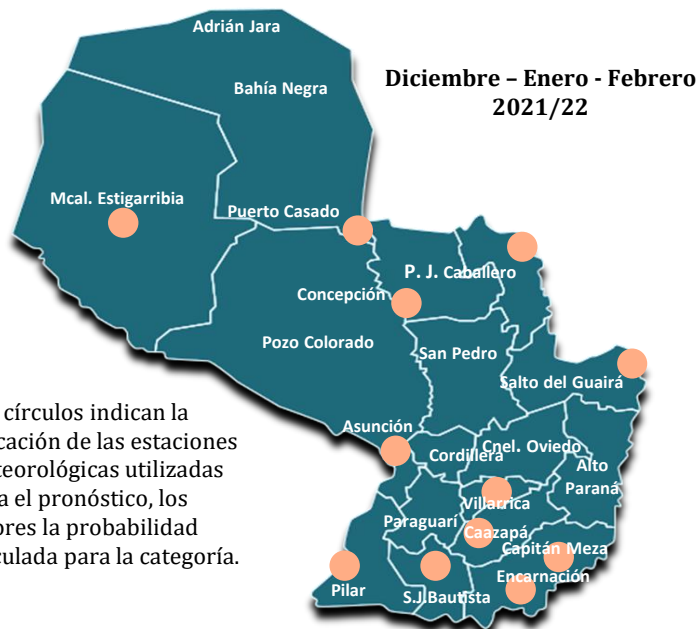 Adrián Jara
Diciembre – Enero - Febrero
2021/22
Bahía Negra
Mcal. Estigarribia
Puerto Casado
P. J. Caballero
Concepción
Pozo Colorado
San Pedro
Salto del Guairá
círculos indican la
cación de las estaciones
teorológicas utilizadas
a el pronóstico, los
ores la probabilidad
culada para la categoría.
Asunción
Cordillera
Cnel. Oviedo
Alto
Paraná
Villarrica
Paraguarí
Caazapá
Capitán Meza
Encarnación
Pilar
S.J.Bautista